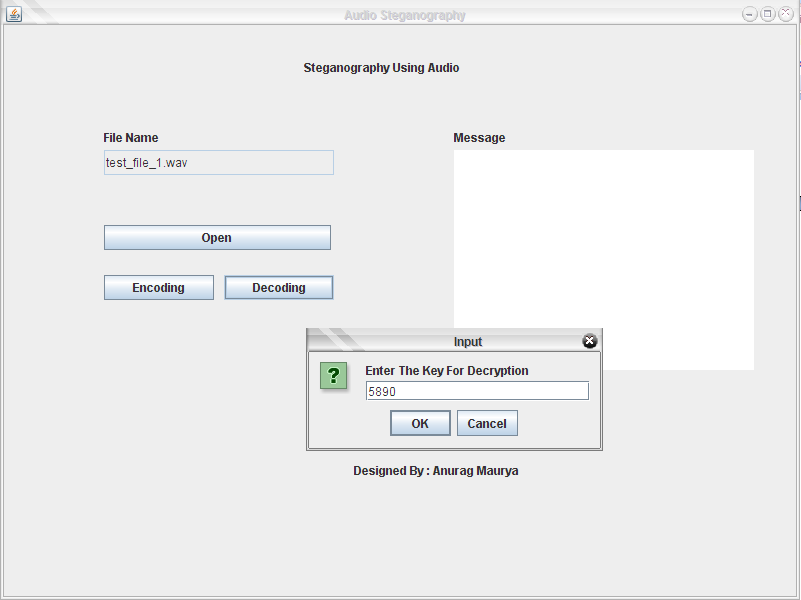 Audio Steganography
Steganography Using Audio
File Name
Message
test_file_1.wav
Open
Encoding
Decoding
Input
?
Enter The Key For Decryption
5890
OK
Cancel
Designed By : Anurag Maurya